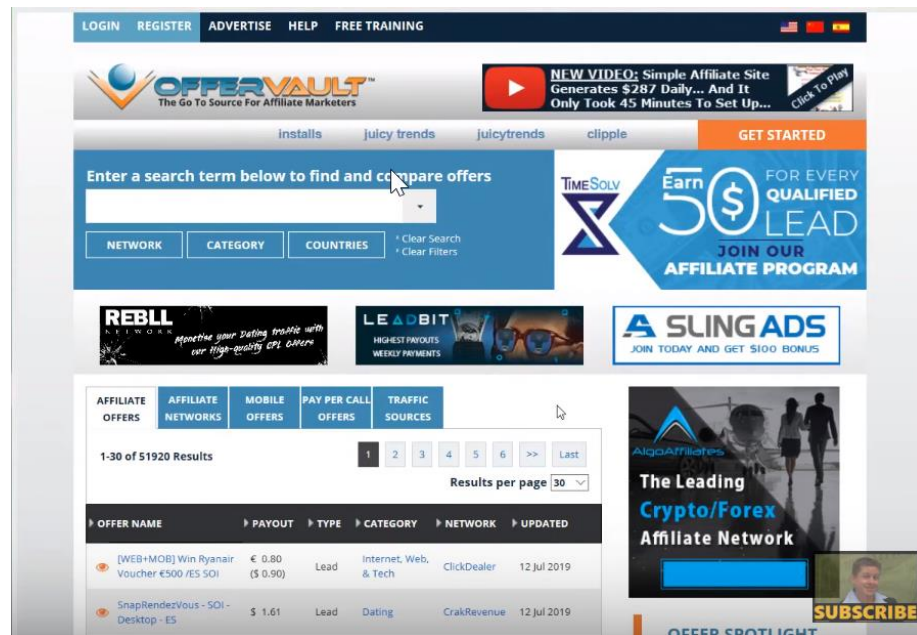 LOGIN REGISTER ADVERTISE HELP FREE TRAINING
OFFERVAULT™
The Go To Source For Affiliate Marketers
NEW VIDEO: Simple Affiliate Site
Generates $287 Daily... And It
Only Took 45 Minutes To Set Up...
Click To Play
installs juicy trends juicytrends clipple GET STARTED
Enter a search term below to find and compare offers
NETWORK CATEGORY COUNTRIES
* Clear Search
* Clear Filters
TIMESOLV
Earn 50 $ FOR EVERY
QUALIFIED
LEAD
JOIN OUR
AFFILIATE PROGRAM
REBLL
NETWORK
Monetise your Dating traffic with
our High-quality CPL Offers
LEADBIT
HIGHEST PAYOUTS
WEEKLY PAYMENTS
SLINGADS
JOIN TODAY AND GET $100 BONUS
AFFILIATE OFFERS
AFFILIATE NETWORKS
MOBILE OFFERS
PAY PER CALL OFFERS
TRAFFIC SOURCES
1-30 of 51920 Results
1 2 3 4 5 6 >> Last
Results per page 30
OFFER NAME PAYOUT TYPE CATEGORY NETWORK UPDATED
[WEB+MOB] Win Ryanair € 0.80 Lead Internet, Web, ClickDealer 12 Jul 2019
Voucher €500 /ES SOI ($ 0.90) & Tech
SnapRendezVous - SOI - $ 1.61 Lead Dating CrakRevenue 12 Jul 2019
Desktop - ES
AlgoAffiliates
The Leading
Crypto/Forex
Affiliate Network
SUBSCRIBE
OFFER SPOTLIGHT